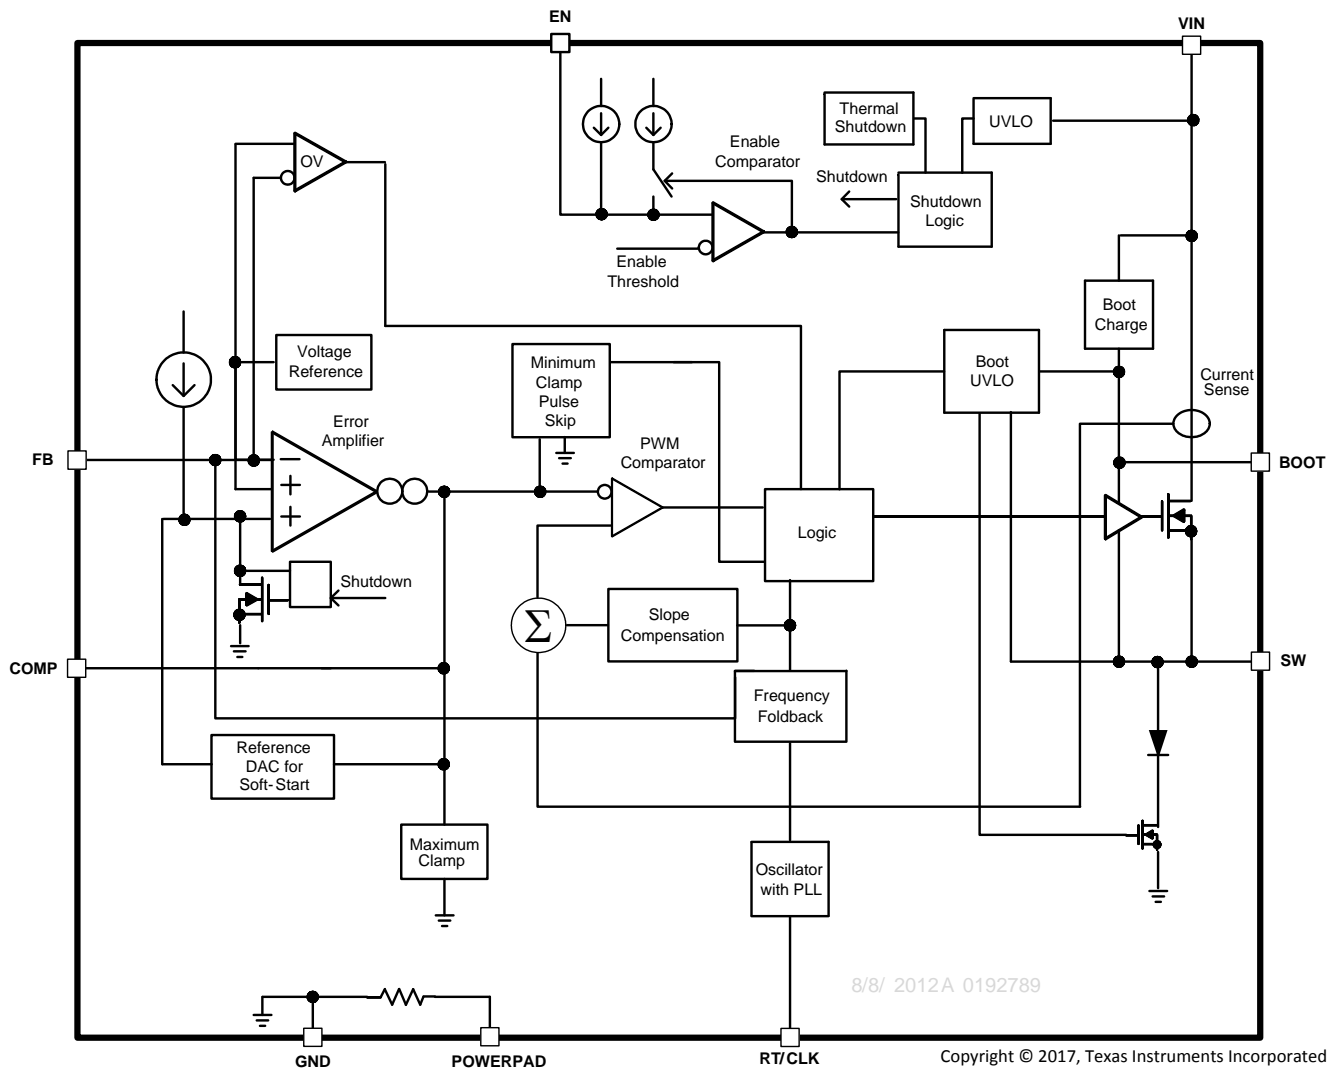 EN
VIN
Thermal
Shutdown
UVLO
Enable
Comparator
OV
Shutdown
Shutdown
Logic
Enable
Threshold
Boot
Charge
Voltage
Reference
Minimum
Clamp
Pulse
Skip
Boot
UVLO
Current
Sense
Error
Amplifier
PWM
Comparator
FB
BOOT
−
+
+
Logic
Shutdown
Σ
Slope
Compensation
COMP
SW
Frequency
Foldback
Reference
DAC for
Soft-Start
Maximum
Clamp
Oscillator
with PLL
8/8/ 2012A 0192789
GND
POWERPAD
RT/CLK
Copyright © 2017, Texas Instruments Incorporated